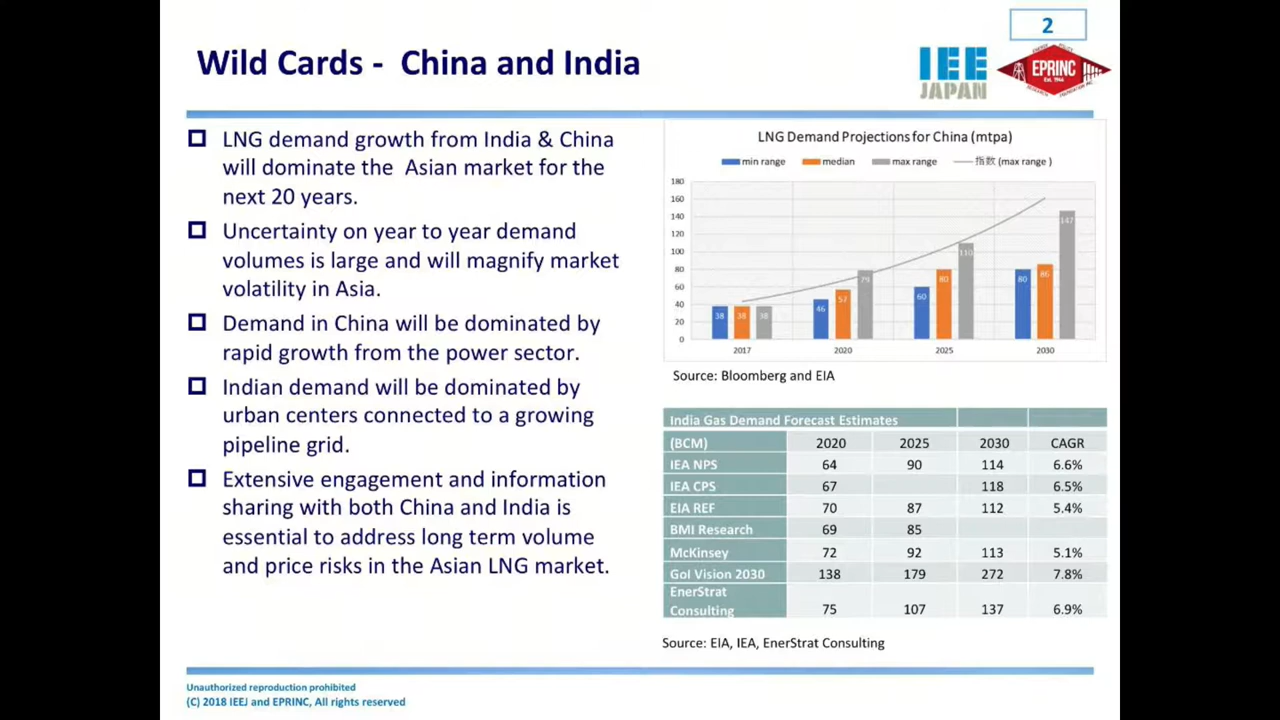 2
Wild Cards - China and India
IEE
JAPAN
ENERGY POLICY
EPRINC
Est. 1944
RESEARCH FOUNDATION INC.
LNG demand growth from India & China
will dominate the Asian market for the
next 20 years.
Uncertainty on year to year demand
volumes is large and will magnify market
volatility in Asia.
Demand in China will be dominated by
rapid growth from the power sector.
Indian demand will be dominated by
urban centers connected to a growing
pipeline grid.
Extensive engagement and information
sharing with both China and India is
essential to address long term volume
and price risks in the Asian LNG market.
LNG Demand Projections for China (mtpa)
min range median max range 指数 (max range )
180
160
140
120
100
80
60
40
20
0
38 38 38
46 57 79
60 80 110
80 86 147
2017 2020 2025 2030
Source: Bloomberg and EIA
India Gas Demand Forecast Estimates
(BCM) 2020 2025 2030 CAGR
IEA NPS 64 90 114 6.6%
IEA CPS 67 118 6.5%
EIA REF 70 87 112 5.4%
BMI Research 69 85
McKinsey 72 92 113 5.1%
GoI Vision 2030 138 179 272 7.8%
EnerStrat
Consulting 75 107 137 6.9%
Source: EIA, IEA, EnerStrat Consulting
Unauthorized reproduction prohibited
(C) 2018 IEEJ and EPRINC, All rights reserved